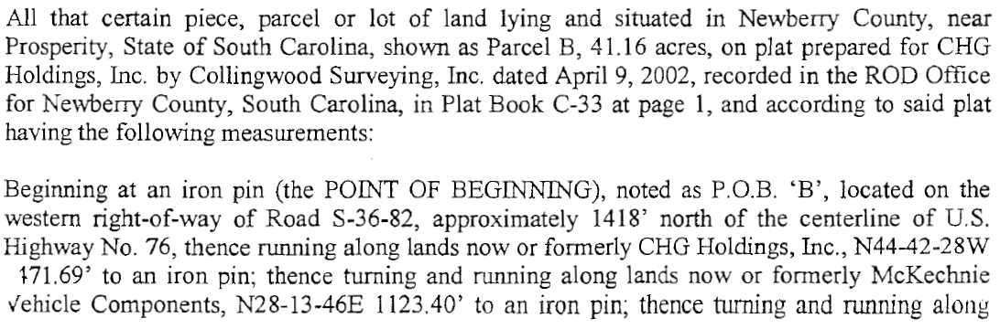 All that certain piece, parcel or lot of land lying and situated in Newberry County, near
Prosperity, State of South Carolina, shown as Parcel B, 41.16 acres, on plat prepared for CHG
Holdings, Inc. by Collingwood Surveying, Inc. dated April 9, 2002, recorded in the ROD Office
for Newberry County, South Carolina, in Plat Book C-33 at page 1, and according to said plat
having the following measurements:
Beginning at an iron pin (the POINT OF BEGINNING), noted as P.O.B. ‘B’, located on the
western right-of-way of Road S-36-82, approximately 1418’ north of the centerline of U.S.
Highway No. 76, thence running along lands now or formerly CHG Holdings, Inc., N44-42-28W
to an iron pin; thence turning and running along lands now or formerly McKechnie
Vehicle Components, N28-13-46E 1123.40’ to an iron pin; thence turning and running along